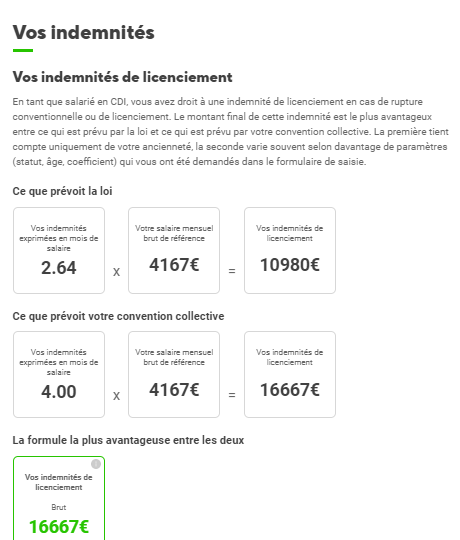 Vos indemnités
Vos indemnités de licenciement
En tant que salarié en CDI, vous avez droit à une indemnité de licenciement en cas de rupture
conventionnelle ou de licenciement. Le montant final de cette indemnité est le plus avantageux
entre ce qui est prévu par la loi et ce qui est prévu par votre convention collective. La première tient
compte uniquement de votre ancienneté, la seconde varie souvent selon davantage de paramètres
(statut, âge, coefficient) qui vous ont été demandés dans le formulaire de saisie.
Ce que prévoit la loi
Vos indemnités
exprimées en mois de
salaire
2.64
x
Votre salaire mensuel
brut de référence
4167€
=
Vos indemnités de
licenciement
10980€
Ce que prévoit votre convention collective
Vos indemnités
exprimées en mois de
salaire
4.00
x
Votre salaire mensuel
brut de référence
4167€
=
Vos indemnités de
licenciement
16667€
La formule la plus avantageuse entre les deux
Vos indemnités de
licenciement
Brut
16667€